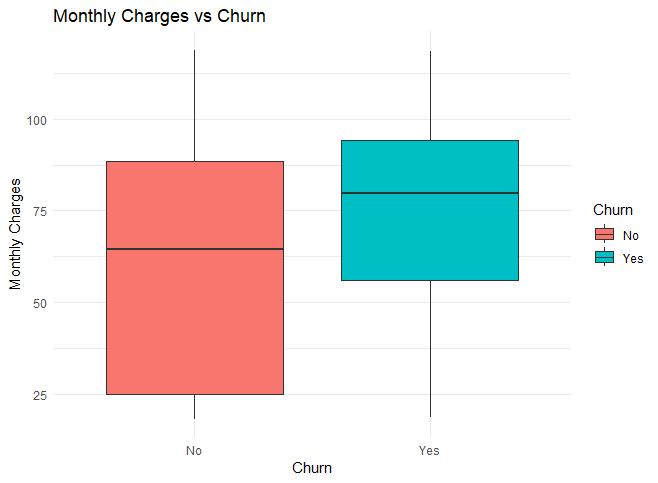 Monthly Charges vs Churn
Monthly Charges
100
75
50
25
No
Yes
Churn
Churn
No
Yes